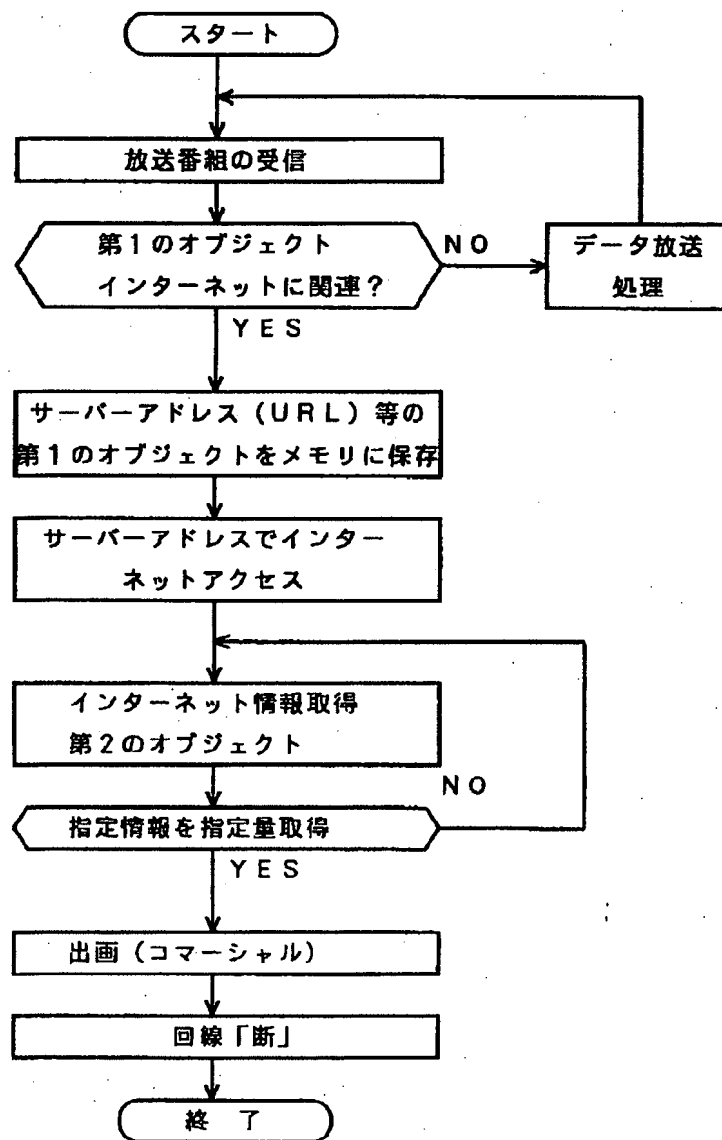 スタート
放送番組の受信
第1のオブジェクト
インターネットに関連？
NO
データ放送
処理
YES
サーバーアドレス（URL）等の
第1のオブジェクトをメモリに保存
サーバーアドレスでインター
ネットアクセス
インターネット情報取得
第2のオブジェクト
NO
指定情報を指定量取得
YES
出画（コマーシャル）
回線「断」
終了